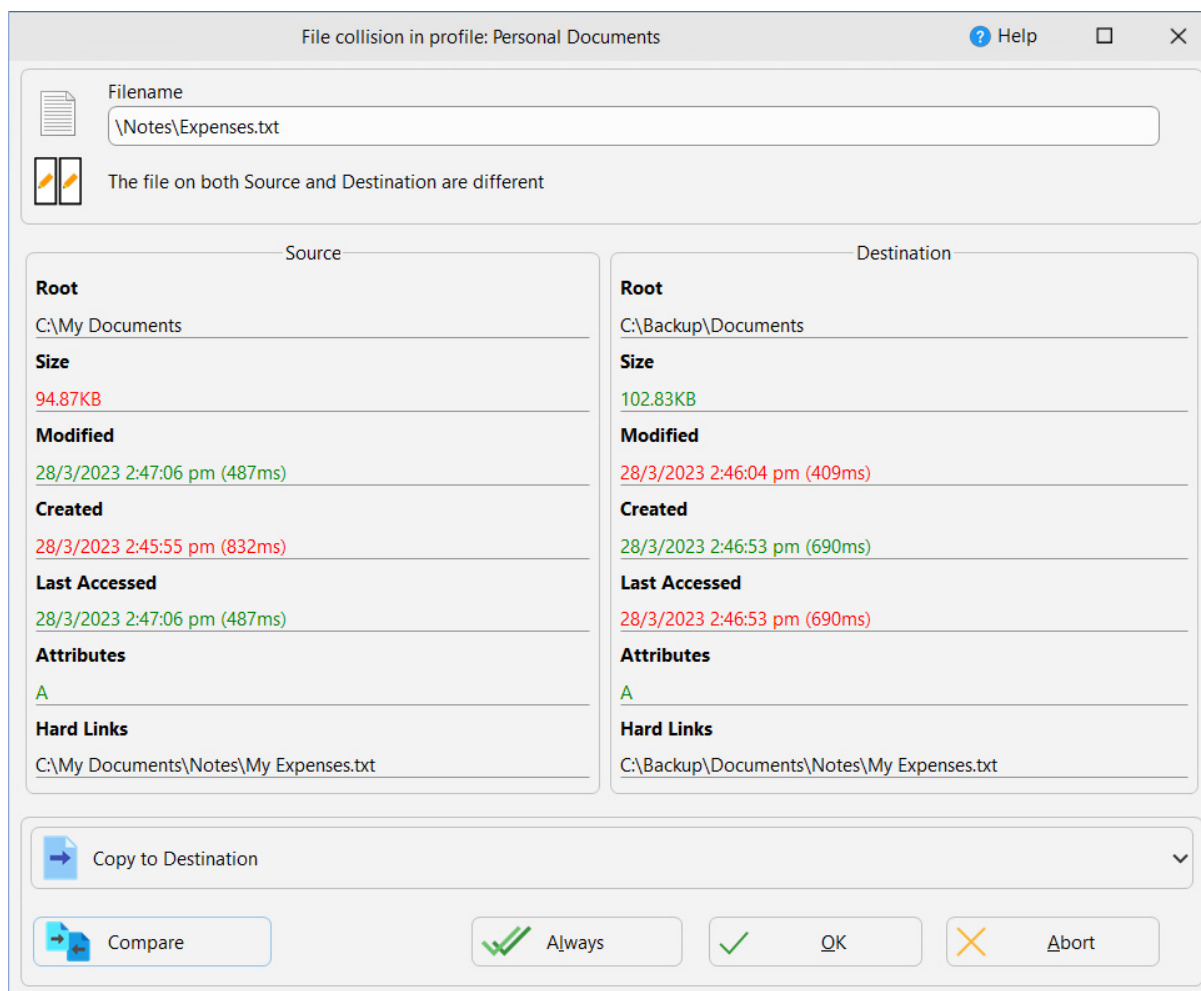 File collision in profile: Personal Documents
? Help
Filename
\Notes\Expenses.txt
The file on both Source and Destination are different
Source
Root
C:\My Documents
Size
94.87KB
Modified
28/3/2023 2:47:06 pm (487ms)
Created
28/3/2023 2:45:55 pm (832ms)
Last Accessed
28/3/2023 2:47:06 pm (487ms)
Attributes
A
Hard Links
C:\My Documents\Notes\My Expenses.txt
Destination
Root
C:\Backup\Documents
Size
102.83KB
Modified
28/3/2023 2:46:04 pm (409ms)
Created
28/3/2023 2:46:53 pm (690ms)
Last Accessed
28/3/2023 2:46:53 pm (690ms)
Attributes
A
Hard Links
C:\Backup\Documents\Notes\My Expenses.txt
Copy to Destination
Compare
Always
OK
Abort